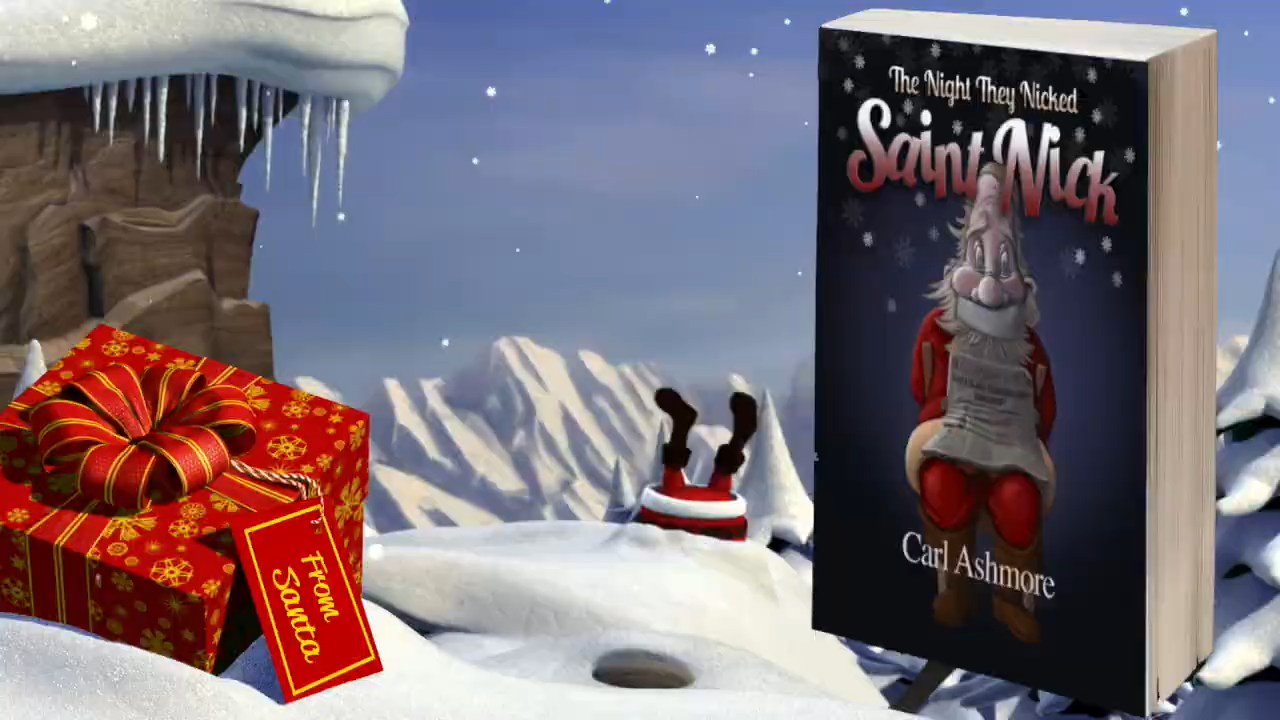 The Night They Nicked
Saint Nick
Carl Ashmore
From
Santa